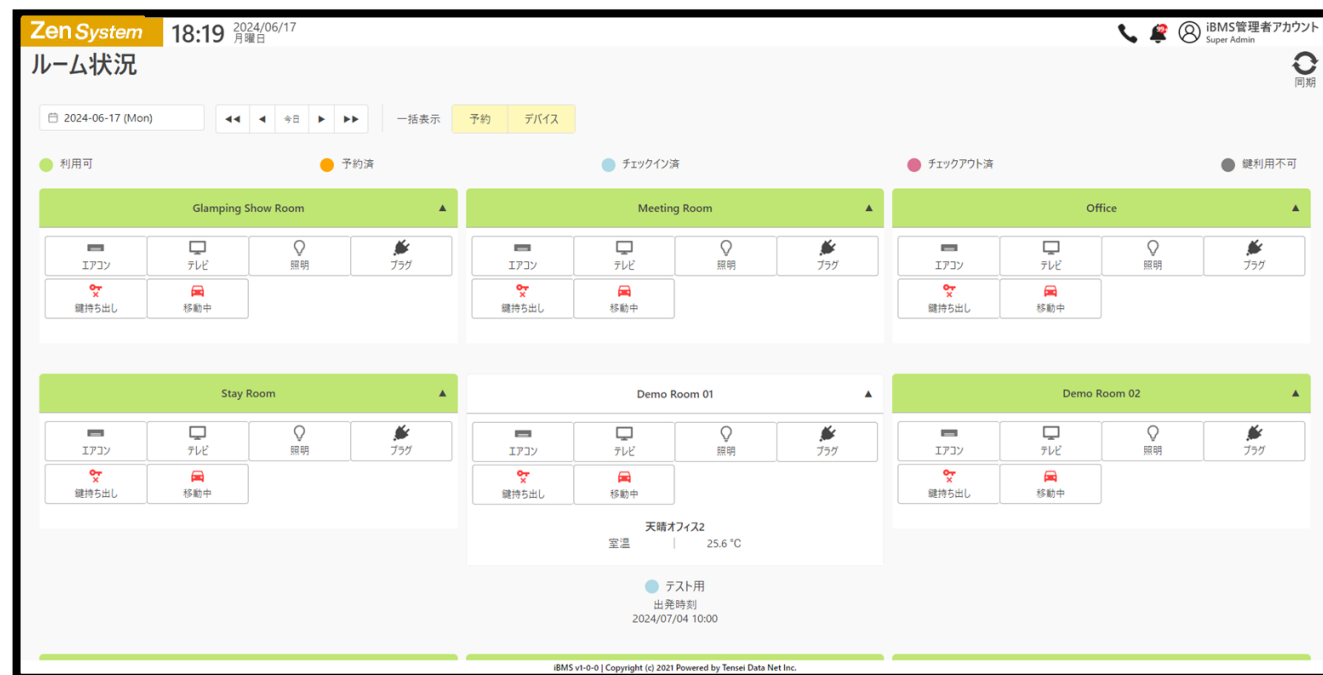 Zen System 18:19 2024/06/17
月曜日
iBMS管理者アカウント
Super Admin
ルーム状況
同期
2024-06-17 (Mon) 今日 一括表示 予約 デバイス
利用可 予約済 チェックイン済 チェックアウト済 鍵利用不可
Glamping Show Room ▲ Meeting Room ▲ Office ▲
エアコン テレビ 照明 プラグ エアコン テレビ 照明 プラグ エアコン テレビ 照明 プラグ
鍵持ち出し 移動中 鍵持ち出し 移動中 鍵持ち出し 移動中
Stay Room ▲ Demo Room 01 ▲ Demo Room 02 ▲
エアコン テレビ 照明 プラグ エアコン テレビ 照明 プラグ エアコン テレビ 照明 プラグ
鍵持ち出し 移動中 鍵持ち出し 移動中 鍵持ち出し 移動中
天晴オフィス2
室温 | 25.6 °C
テスト用
出発時刻
2024/07/04 10:00
iBMS v1-0-0 | Copyright (c) 2021 Powered by Tensei Data Net Inc.